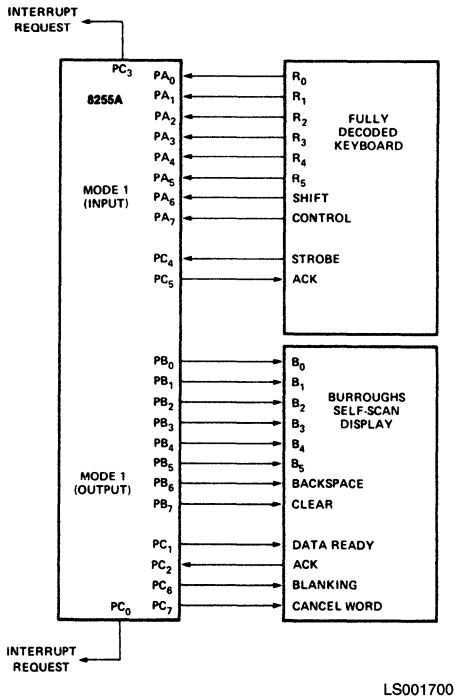 INTERRUPT
REQUEST
PC3
8255A
MODE 1
(INPUT)
PA0
PA1
PA2
PA3
PA4
PA5
PA6
PA7
PC4
PC5
R0
R1
R2
R3
R4
R5
SHIFT
CONTROL
STROBE
ACK
FULLY
DECODED
KEYBOARD
MODE 1
(OUTPUT)
PB0
PB1
PB2
PB3
PB4
PB5
PB6
PB7
PC1
PC2
PC6
PC7
B0
B1
B2
B3
B4
B5
BACKSPACE
CLEAR
DATA READY
ACK
BLANKING
CANCEL WORD
BURROUGHS
SELF-SCAN
DISPLAY
PC0
INTERRUPT
REQUEST
LS001700